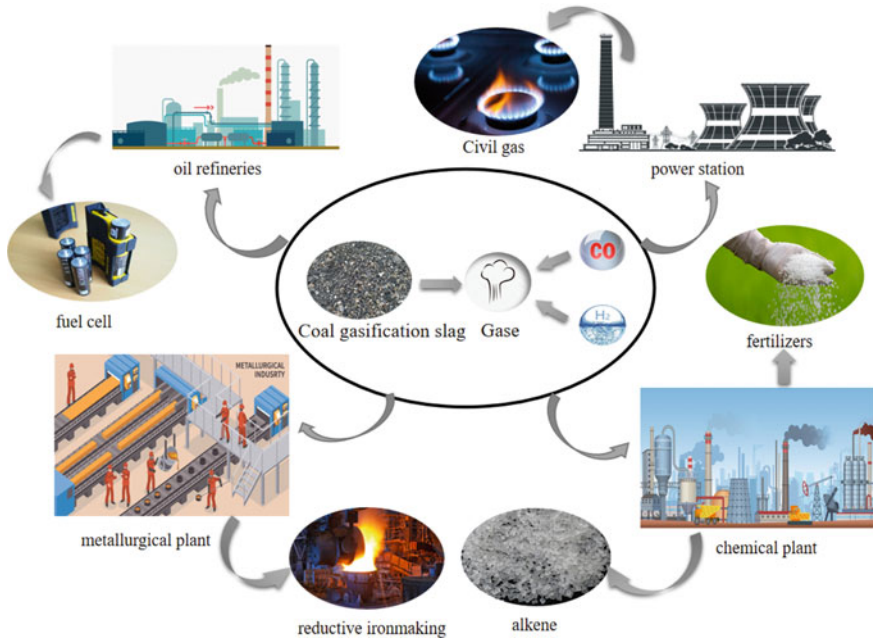 Civil gas
oil refineries
power station
CO
H2
fuel cell
Coal gasification slag
Gase
fertilizers
METALLURGICAL
INDUSRTY
metallurgical plant
chemical plant
reductive ironmaking
alkene